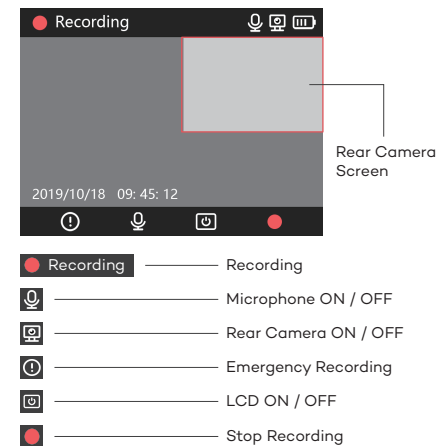 Recording
Rear Camera
Screen
2019/10/18 09: 45: 12
Recording Recording
Microphone ON / OFF
Rear Camera ON / OFF
Emergency Recording
LCD ON / OFF
Stop Recording